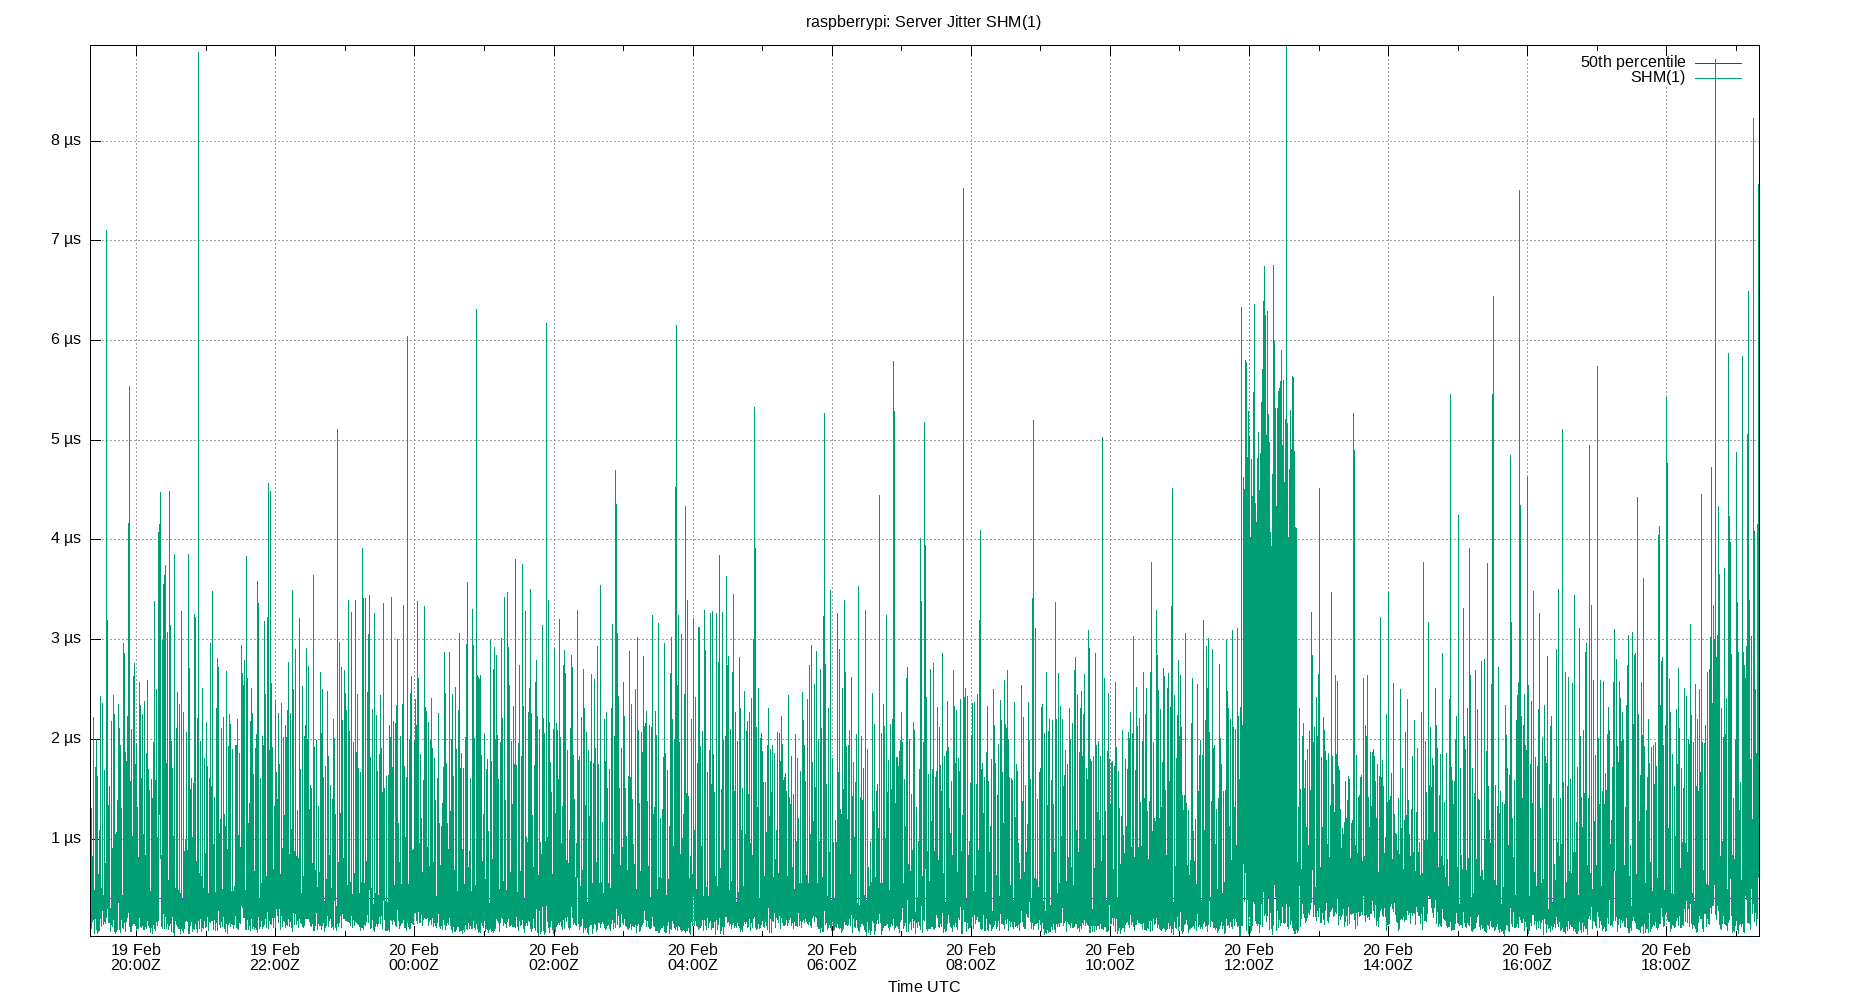 raspberrypi: Server Jitter SHM(1)
50th percentile
SHM(1)
8 µs
7 µs
6 µs
5 µs
4 µs
3 µs
2 µs
1 µs
19 Feb 19 Feb 20 Feb 20 Feb 20 Feb 20 Feb 20 Feb 20 Feb 20 Feb 20 Feb 20 Feb 20 Feb
20:00Z 22:00Z 00:00Z 02:00Z 04:00Z 06:00Z 08:00Z 10:00Z 12:00Z 14:00Z 16:00Z 18:00Z
Time UTC